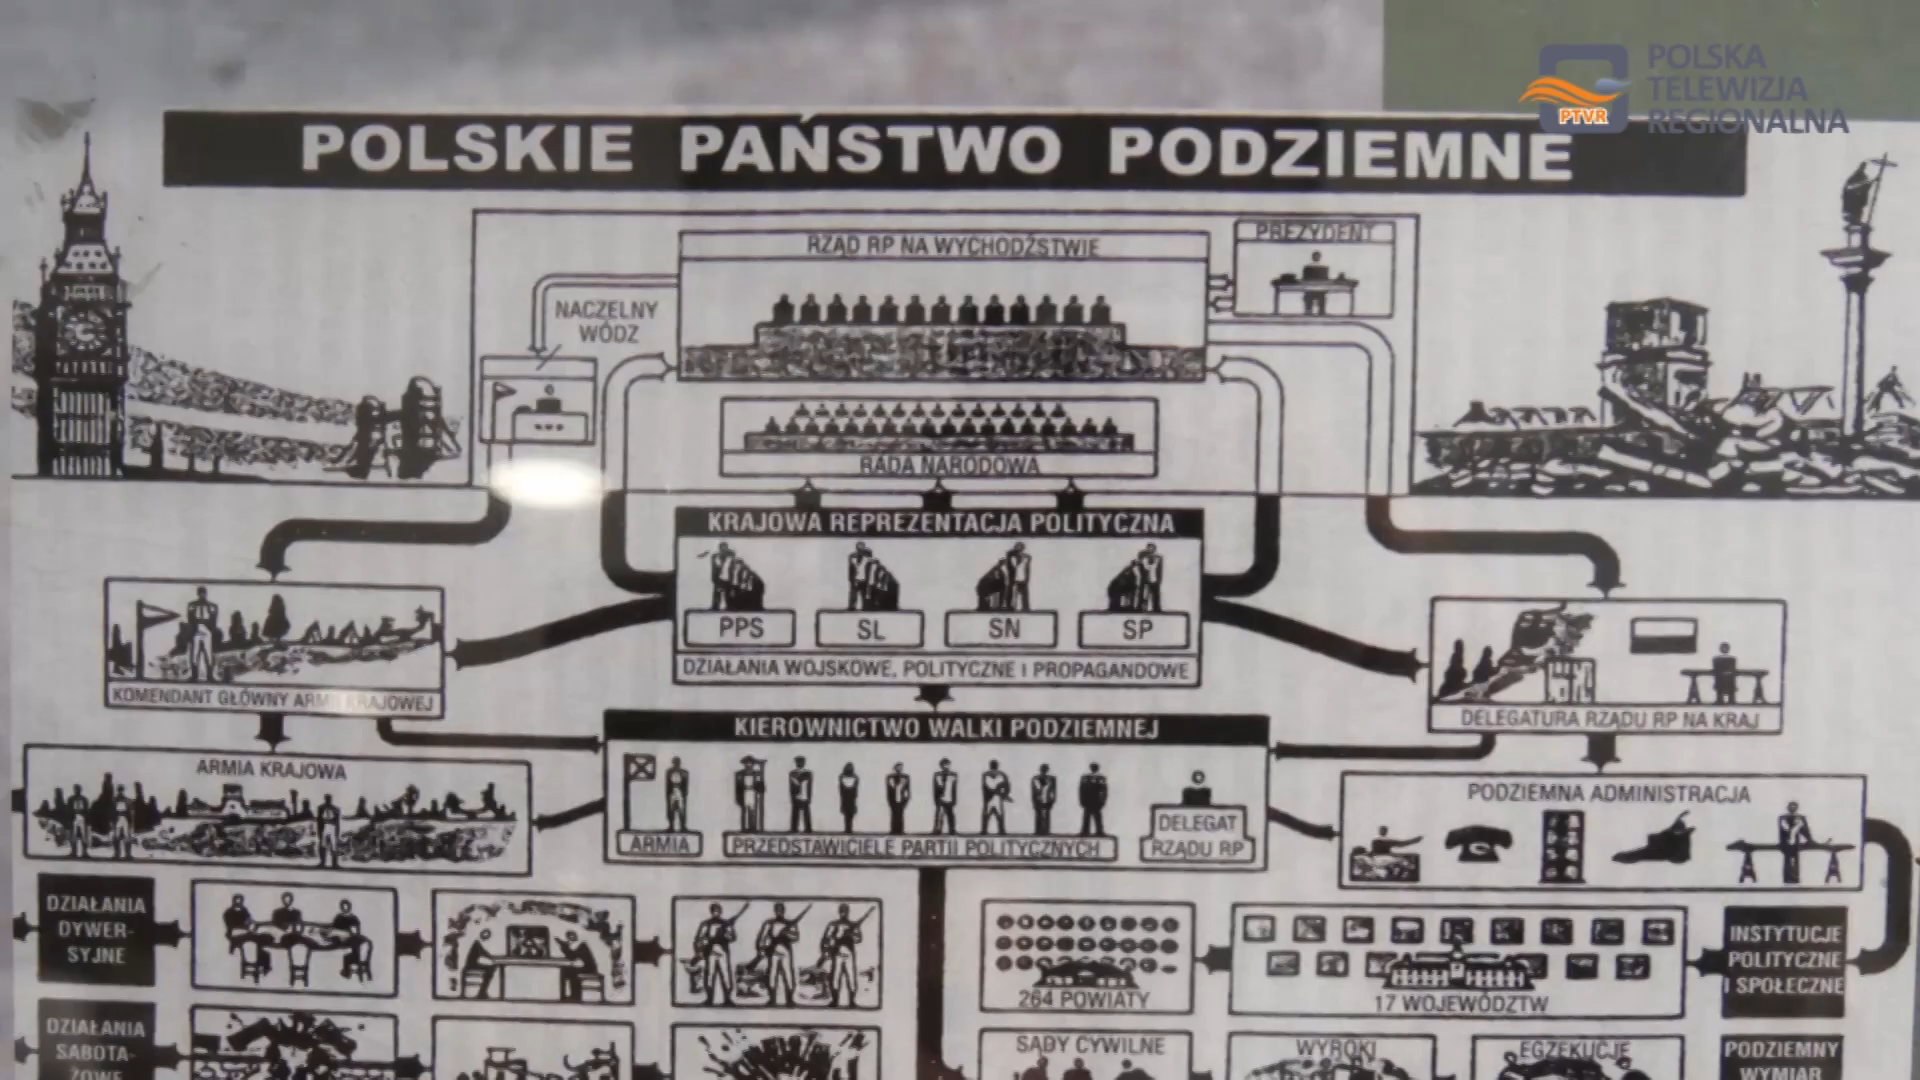 POLSKA
TELEWIZJA
REGIONALNA
PTVR
POLSKIE PAŃSTWO PODZIEMNE
RZĄD RP NA WYCHODŹSTWIE
PREZYDENT
NACZELNY
WÓDZ
RADA NARODOWA
KRAJOWA REPREZENTACJA POLITYCZNA
PPS
SL
SN
SP
DZIAŁANIA WOJSKOWE, POLITYCZNE I PROPAGANDOWE
KOMENDANT GŁÓWNY ARMII KRAJOWEJ
DELEGATURA RZĄDU RP NA KRAJ
KIEROWNICTWO WALKI PODZIEMNEJ
ARMIA KRAJOWA
PODZIEMNA ADMINISTRACJA
ARMIA
PRZEDSTAWICIELE PARTII POLITYCZNYCH
DELEGAT
RZĄDU RP
DZIAŁANIA
DYWER-
SYJNE
264 POWIATY
17 WOJEWÓDZTW
INSTYTUCJE
POLITYCZNE
I SPOŁECZNE
DZIAŁANIA
SABOTA-
ŻOWE
SĄDY CYWILNE
WYROKI
EGZEKUCJE
PODZIEMNY
WYMIAR